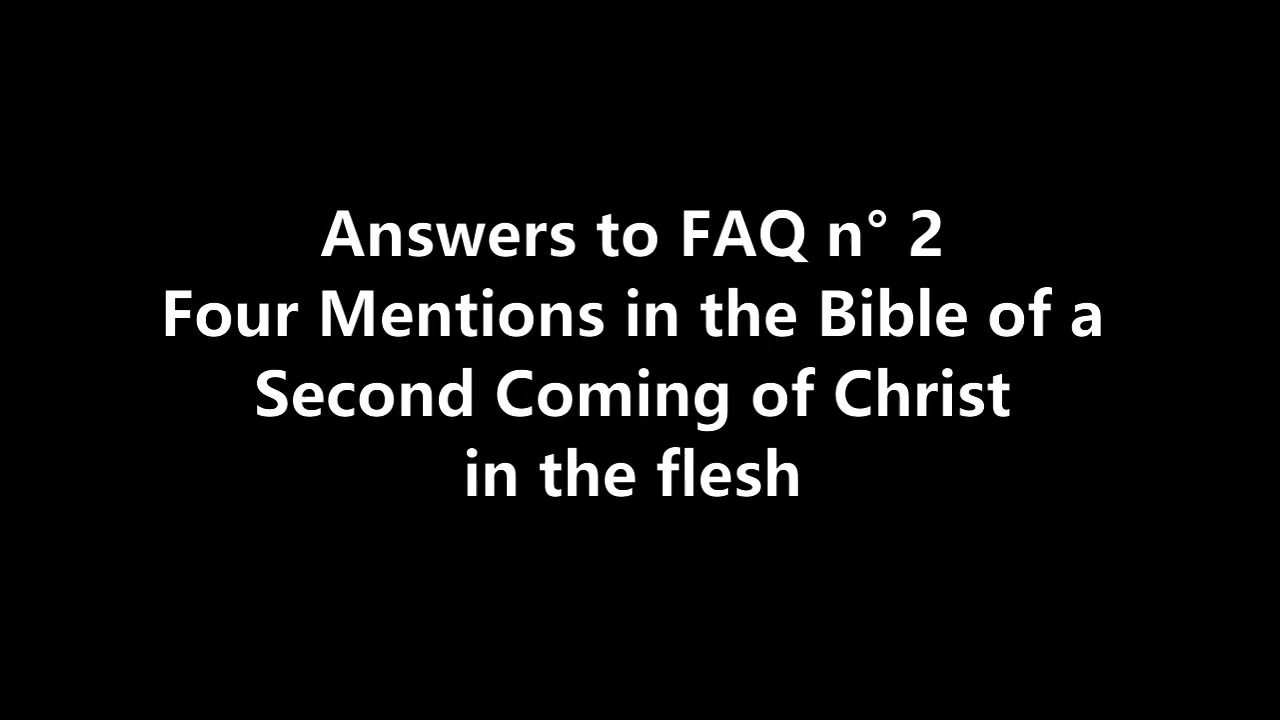 Answers to FAQ n° 2
Four Mentions in the Bible of a
Second Coming of Christ
in the flesh